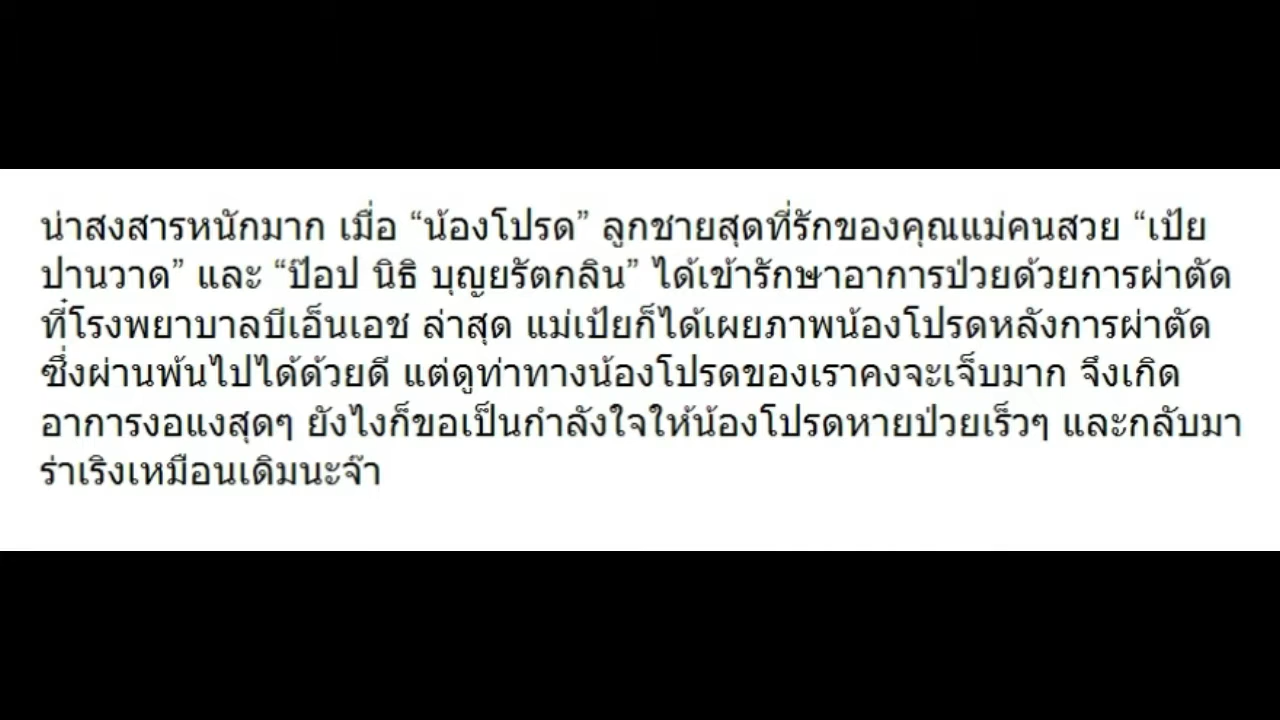 น่าสงสารหนักมาก เมื่อ “น้องโปรด” ลูกชายสุดที่รักของคุณแม่คนสวย “เป้ย
ปานวาด” และ “ป๊อป นิธิ บุญยรัตกลิน” ได้เข้ารักษาอาการป่วยด้วยการผ่าตัด
ที่โรงพยาบาลบีเอ็นเอช ล่าสุด แม่เป้ยก็ได้เผยภาพน้องโปรดหลังการผ่าตัด
ซึ่งผ่านพ้นไปได้ด้วยดี แต่ดูท่าทางน้องโปรดของเราคงจะเจ็บมาก จึงเกิด
อาการงอแงสุดๆ ยังไงก็ขอเป็นกำลังใจให้น้องโปรดหายป่วยเร็วๆ และกลับมา
ร่าเริงเหมือนเดิมนะจ๊า